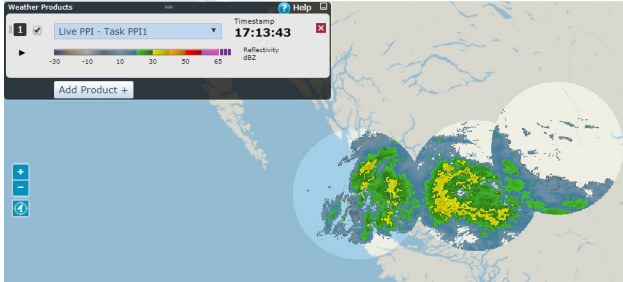 Weather Products
? Help
1
Live PPI - Task PPI1
Timestamp
17:13:43
-30 -10 10 30 50 65
Reflectivity
dBZ
Add Product +
+
−